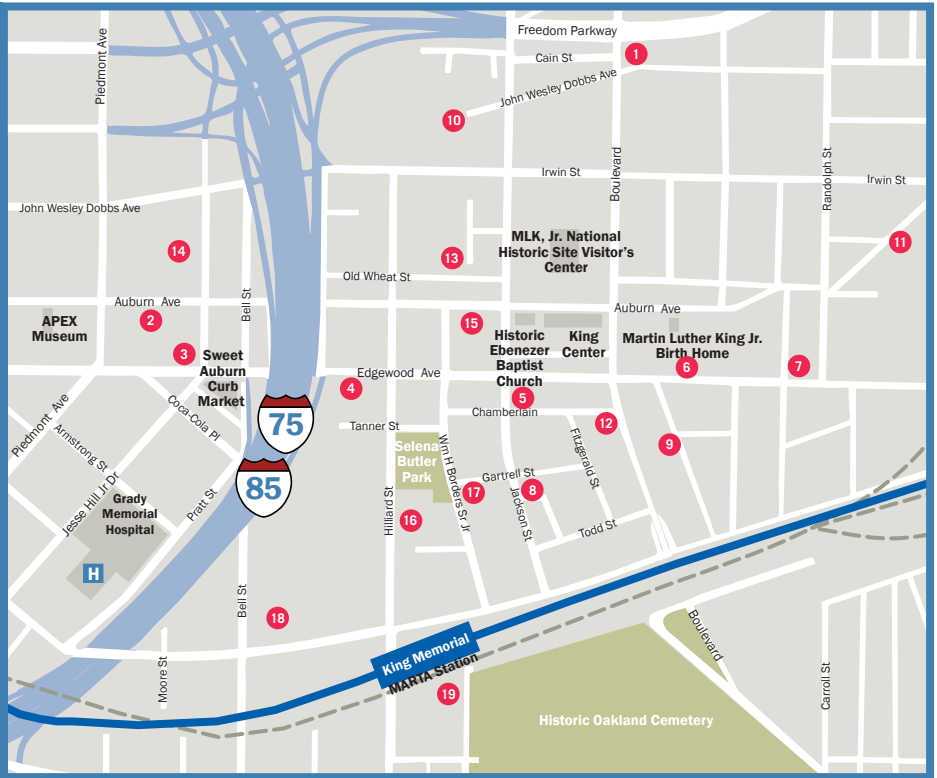 Freedom Parkway
Piedmont Ave
1
Cain St
John Wesley Dobbs Ave
10
Boulevard
Randolph St
Irwin St
Irwin St
John Wesley Dobbs Ave
14
13
MLK, Jr. National
Historic Site Visitor's
Center
11
Old Wheat St
Bell St
Auburn Ave
Auburn Ave
2
APEX
Museum
15
3
Sweet
Auburn
Curb
Market
Historic
Ebenezer
Baptist
Church
King
Center
Martin Luther King Jr.
Birth Home
6
7
Edgewood Ave
4
5
Chamberlain
Coca-Cola Pl
75
Tanner St
12
Piedmont Ave
Armstrong St
Selena
Butler
Park
Wm H Borders Sr Jr
Fitzgerald St
9
85
Jesse Hill Jr Dr
Gartrell St
Grady
Memorial
Hospital
Pratt St
17
8
Hilliard St
16
Jackson St
Todd St
H
Bell St
18
Boulevard
King Memorial
MARTA Station
Moore St
19
Carroll St
Historic Oakland Cemetery